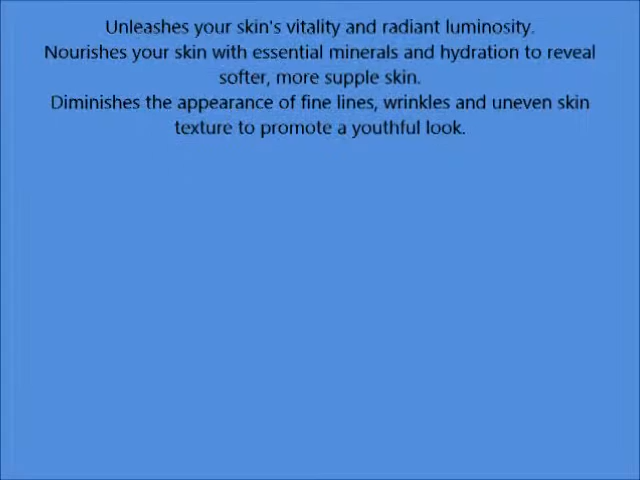 Unleashes your skin's vitality and radiant luminosity.
Nourishes your skin with essential minerals and hydration to reveal
softer, more supple skin.
Diminishes the appearance of fine lines, wrinkles and uneven skin
texture to promote a youthful look.